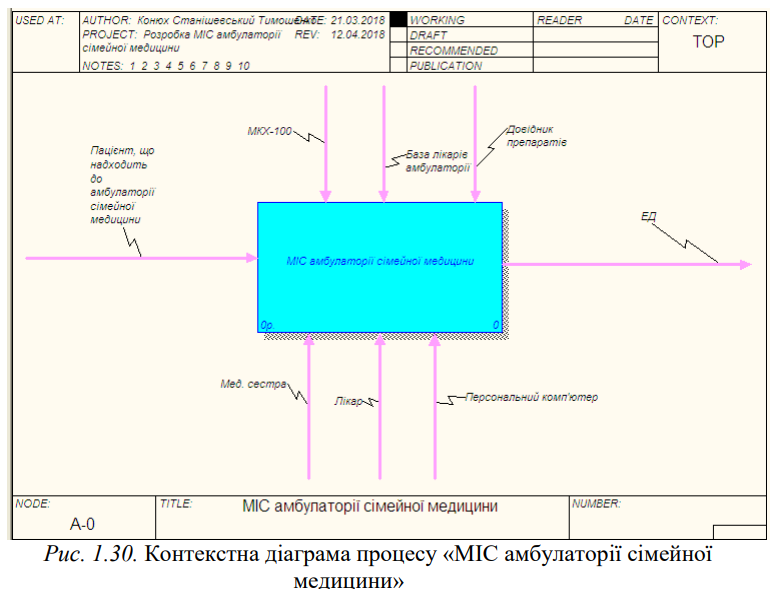 USED AT:
AUTHOR: Конюх Станішевський Тимошенко
DATE: 21.03.2018
WORKING
READER
DATE
CONTEXT:
PROJECT: Розробка МІС амбулаторії
REV: 12.04.2018
DRAFT
TOP
сімейної медицини
RECOMMENDED
NOTES: 1 2 3 4 5 6 7 8 9 10
PUBLICATION
МКХ-100
База лікарів
амбулаторії
Довідник
препаратів
Пацієнт, що
надходить
до
амбулаторії
сімейної
медицини
ЕД
МІС амбулаторії сімейної медицини
0р.
0
Мед. сестра
Лікар
Персональний комп'ютер
NODE:
TITLE:
МІС амбулаторії сімейної медицини
NUMBER:
A-0
Рис. 1.30. Контекстна діаграма процесу «МІС амбулаторії сімейної
медицини»